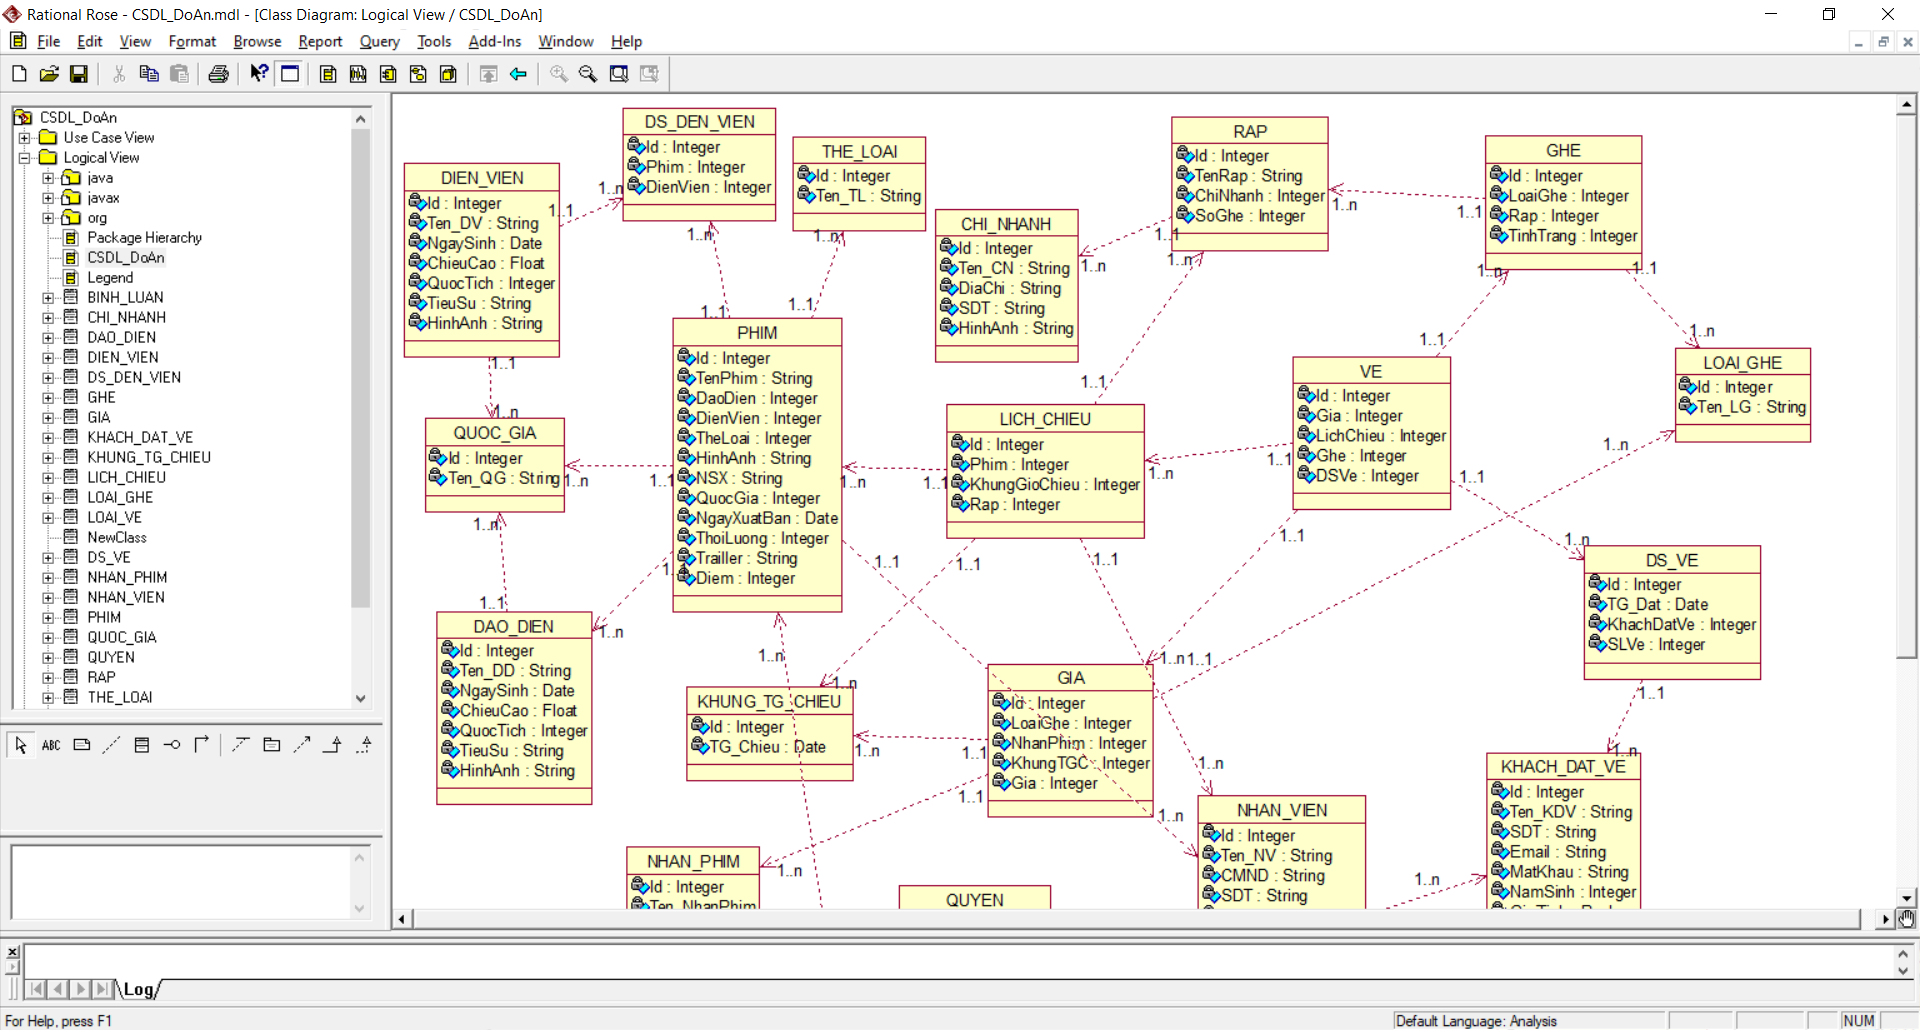 Rational Rose - CSDL_DoAn.mdl - [Class Diagram: Logical View / CSDL_DoAn]
File Edit View Format Browse Report Query Tools Add-Ins Window Help
CSDL_DoAn
Use Case View
Logical View
java
javax
org
Package Hierarchy
CSDL_DoAn
Legend
BINH_LUAN
CHI_NHANH
DAO_DIEN
DIEN_VIEN
DS_DEN_VIEN
GHE
GIA
KHACH_DAT_VE
KHUNG_TG_CHIEU
LICH_CHIEU
LOAI_GHE
LOAI_VE
NewClass
DS_VE
NHAN_PHIM
NHAN_VIEN
PHIM
QUOC_GIA
QUYEN
RAP
THE_LOAI
ABC
DIEN_VIEN
Id : Integer
Ten_DV : String
NgaySinh : Date
ChieuCao : Float
QuocTich : Integer
TieuSu : String
HinhAnh : String
1..1
1..n
1..1
1..n
DS_DEN_VIEN
Id : Integer
Phim : Integer
DienVien : Integer
1..n
1..1
THE_LOAI
Id : Integer
Ten_TL : String
1..n
1..1
CHI_NHANH
Id : Integer
Ten_CN : String
DiaChi : String
SDT : String
HinhAnh : String
1..n
1..1
RAP
Id : Integer
TenRap : String
ChiNhanh : Integer
SoGhe : Integer
1..n
1..n
1..1
GHE
Id : Integer
LoaiGhe : Integer
Rap : Integer
TinhTrang : Integer
1..1
1..n
1..1
1..n
LOAI_GHE
Id : Integer
Ten_LG : String
1..n
QUOC_GIA
Id : Integer
Ten_QG : String
1..n
1..1
1..n
1..1
PHIM
Id : Integer
TenPhim : String
DaoDien : Integer
DienVien : Integer
TheLoai : Integer
HinhAnh : String
NSX : String
QuocGia : Integer
NgayXuatBan : Date
ThoiLuong : Integer
Trailler : String
Diem : Integer
1..n
1..1
1..1
1..n
LICH_CHIEU
Id : Integer
Phim : Integer
KhungGioChieu : Integer
Rap : Integer
1..1
1..1
1..n
1..1
VE
Id : Integer
Gia : Integer
LichChieu : Integer
Ghe : Integer
DSVe : Integer
1..1
1..1
1..1
1..n
DS_VE
Id : Integer
TG_Dat : Date
KhachDatVe : Integer
SLVe : Integer
1..1
1..n
DAO_DIEN
Id : Integer
Ten_DD : String
NgaySinh : Date
ChieuCao : Float
QuocTich : Integer
TieuSu : String
HinhAnh : String
1..n
KHUNG_TG_CHIEU
Id : Integer
TG_Chieu : Date
1..n
1..n
1..1
GIA
Id : Integer
LoaiGhe : Integer
NhanPhim : Integer
KhungTGC : Integer
Gia : Integer
1..n
1..1
1..1
1..n
1..n
NHAN_PHIM
Id : Integer
Ten_NhanPhim
1..n
QUYEN
NHAN_VIEN
Id : Integer
Ten_NV : String
CMND : String
SDT : String
1..n
KHACH_DAT_VE
Id : Integer
Ten_KDV : String
SDT : String
Email : String
MatKhau : String
NamSinh : Integer
Log
For Help, press F1
Default Language: Analysis
NUM